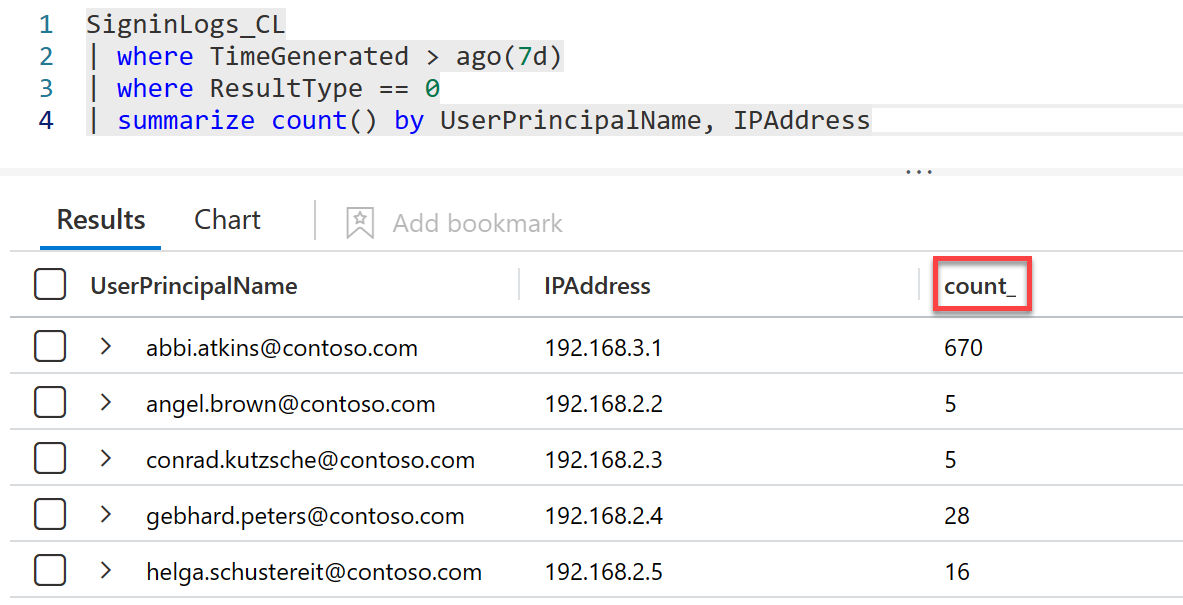 1 SigninLogs_CL
2 | where TimeGenerated > ago(7d)
3 | where ResultType == 0
4 | summarize count() by UserPrincipalName, IPAddress
...
Results Chart Add bookmark
UserPrincipalName IPAddress count_
> abbi.atkins@contoso.com 192.168.3.1 670
> angel.brown@contoso.com 192.168.2.2 5
> conrad.kutzsche@contoso.com 192.168.2.3 5
> gebhard.peters@contoso.com 192.168.2.4 28
> helga.schustereit@contoso.com 192.168.2.5 16